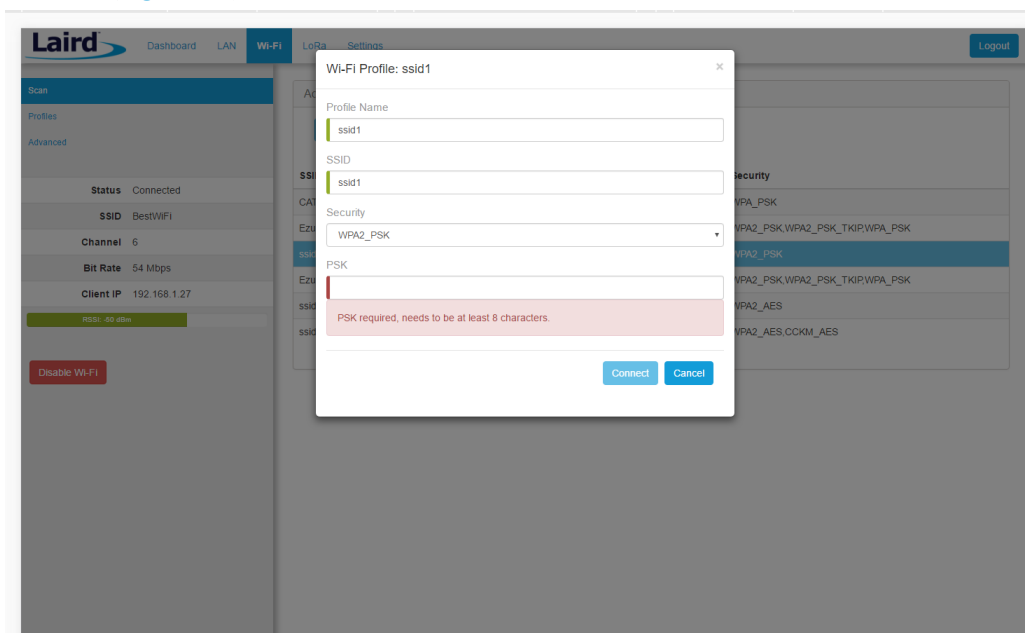 Laird
Dashboard LAN Wi-Fi LoRa Settings Logout
Scan
Profiles
Advanced
Status Connected
SSID BestWiFi
Channel 6
Bit Rate 54 Mbps
Client IP 192.168.1.27
RSSI: -60 dBm
Disable Wi-Fi
Wi-Fi Profile: ssid1 ×
Profile Name
ssid1
SSID
ssid1
Security
WPA2_PSK
PSK
PSK required, needs to be at least 8 characters.
Connect Cancel
Security
WPA_PSK
WPA2_PSK,WPA2_PSK_TKIP,WPA_PSK
WPA2_PSK
WPA2_PSK,WPA2_PSK_TKIP,WPA_PSK
WPA2_AES
WPA2_AES,CCKM_AES